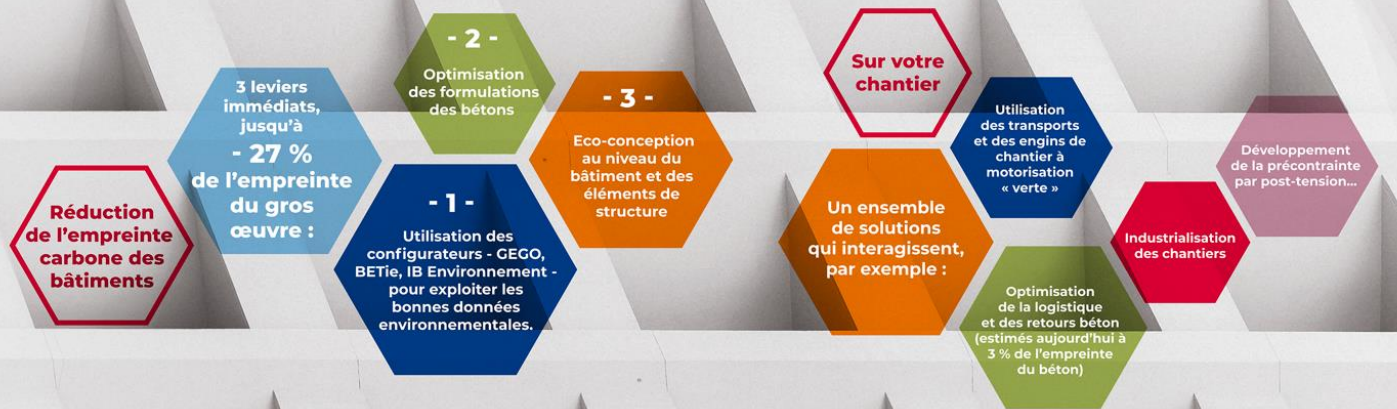 Réduction
de l'empreinte
carbone des
bâtiments
3 leviers
immédiats,
jusqu'à
- 27 %
de l'empreinte
du gros
œuvre :
- 1 -
Utilisation des
configurateurs - GEGO,
BETie, IB Environnement -
pour exploiter les
bonnes données
environnementales.
- 2 -
Optimisation
des formulations
des bétons
- 3 -
Eco-conception
au niveau du
bâtiment et des
éléments de
structure
Sur votre
chantier
Un ensemble
de solutions
qui interagissent,
par exemple :
Utilisation
des transports
et des engins de
chantier à
motorisation
« verte »
Optimisation
de la logistique
et des retours béton
(estimés aujourd'hui à
3 % de l'empreinte
du béton)
Industrialisation
des chantiers
Développement
de la précontrainte
par post-tension...